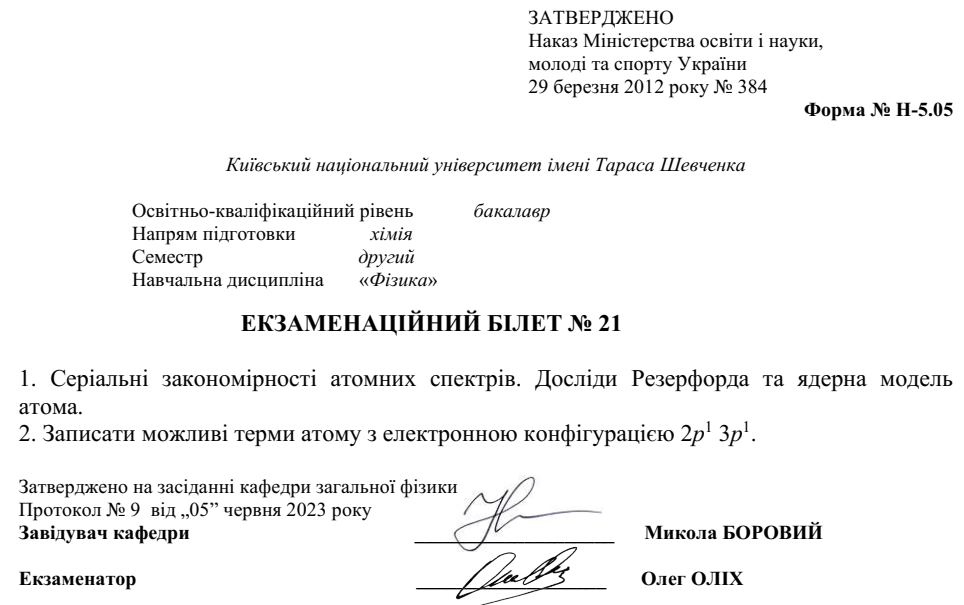 ЗАТВЕРДЖЕНО
Наказ Міністерства освіти і науки,
молоді та спорту України
29 березня 2012 року № 384
Форма № Н-5.05
Київський національний університет імені Тараса Шевченка
Освітньо-кваліфікаційний рівень бакалавр
Напрям підготовки хімія
Семестр другий
Навчальна дисципліна «Фізика»
ЕКЗАМЕНАЦІЙНИЙ БІЛЕТ № 21
1. Серіальні закономірності атомних спектрів. Досліди Резерфорда та ядерна модель
атома.
2. Записати можливі терми атому з електронною конфігурацією 2p¹ 3p¹.
Затверджено на засіданні кафедри загальної фізики
Протокол № 9 від „05” червня 2023 року
Завідувач кафедри ____________________ Микола БОРОВИЙ
Екзаменатор ____________________ Олег ОЛІХ